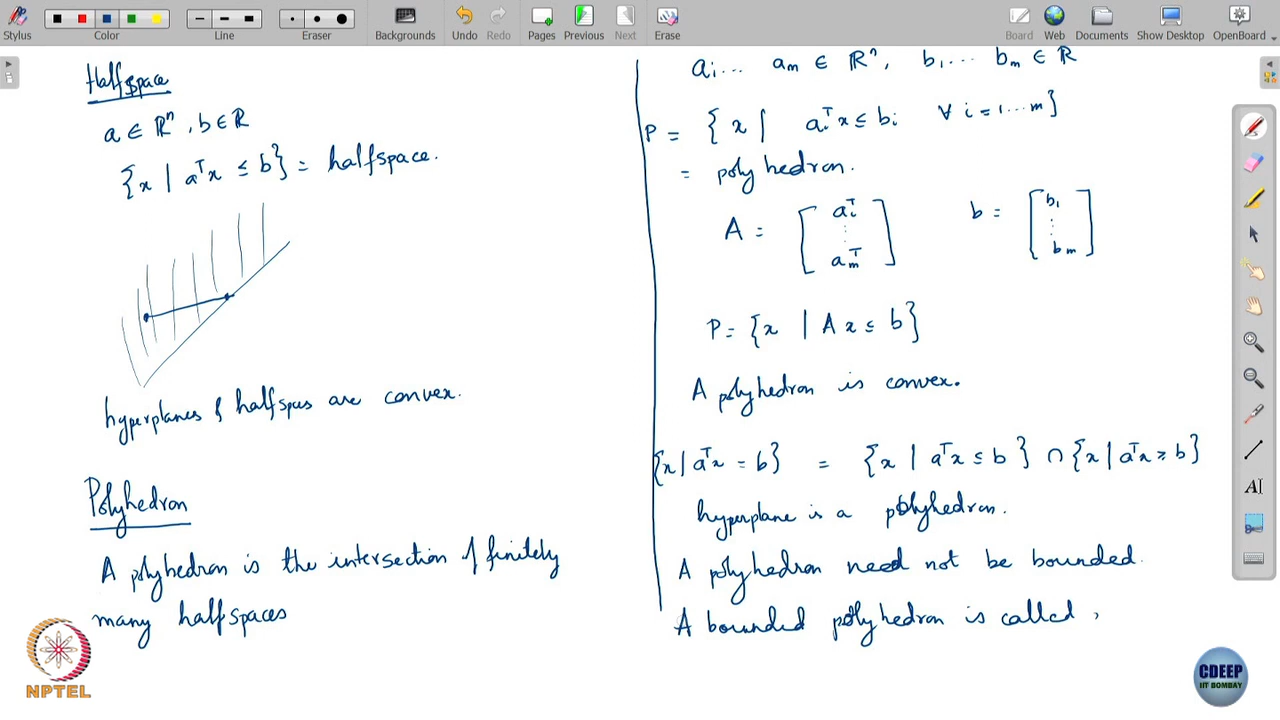 Stylus
Color
Line
Eraser
Backgrounds
Undo
Redo
Pages
Previous
Next
Erase
Board
Web
Documents
Show Desktop
OpenBoard
Halfspace
a ∈ ℝⁿ, b ∈ ℝ
{x | aᵀx ≤ b} = halfspace.
hyperplanes & halfspaes are convex.
Polyhedron
A polyhedron is the intersection of finitely
many halfspaces
a₁... aₘ ∈ ℝⁿ, b₁... bₘ ∈ ℝ
P = {x | aᵢᵀx ≤ bᵢ ∀ i = 1...m}
= polyhedron.
A = [a₁ᵀ ⋮ aₘᵀ] b = [b₁ ⋮ bₘ]
P = {x | Ax ≤ b}
A polyhedron is convex.
{x | aᵀx = b} = {x | aᵀx ≤ b} ∩ {x | aᵀx ≥ b}
hyperplane is a polyhedron.
A polyhedron need not be bounded.
A bounded polyhedron is called
NPTEL
CDEEP
IIT BOMBAY
AI